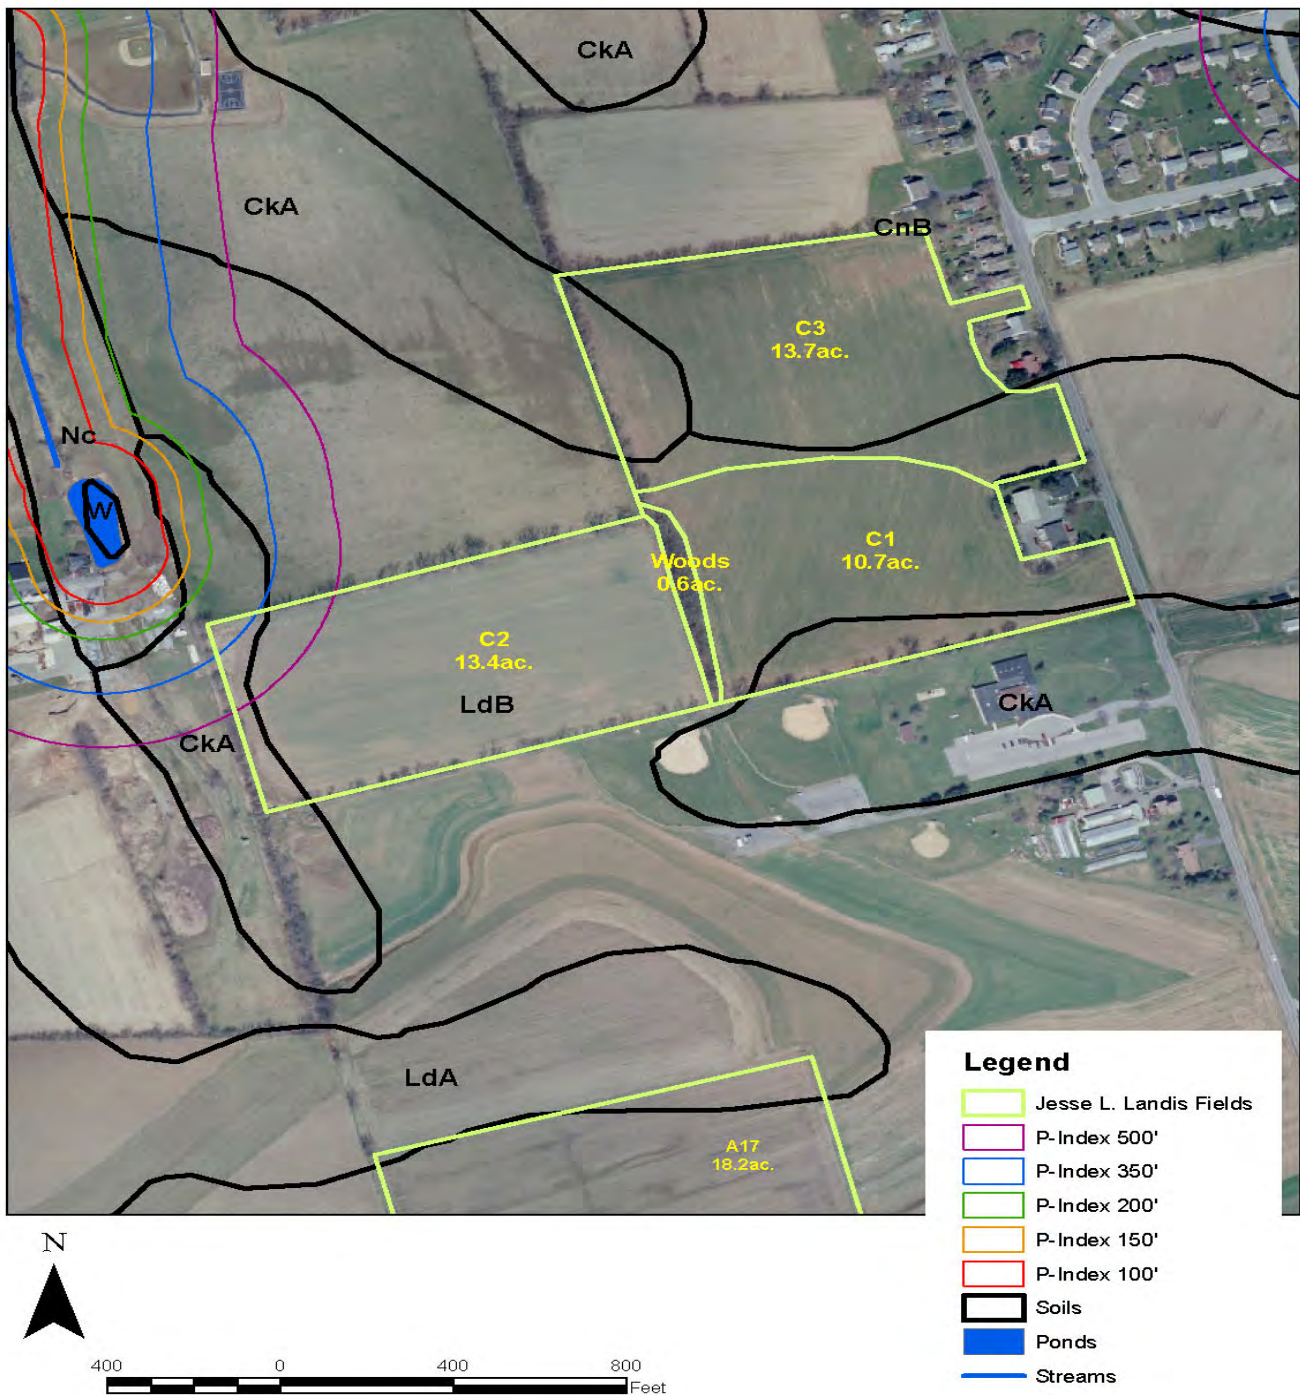 CkA
CkA
CnB
C3
13.7ac.
Nc
W
C1
10.7ac.
Woods
0.6ac.
C2
13.4ac.
LdB
CkA
CkA
LdA
A17
18.2ac.
Legend
Jesse L. Landis Fields
P-Index 500'
P-Index 350'
P-Index 200'
P-Index 150'
P-Index 100'
Soils
Ponds
Streams
N
400 0 400 800
Feet